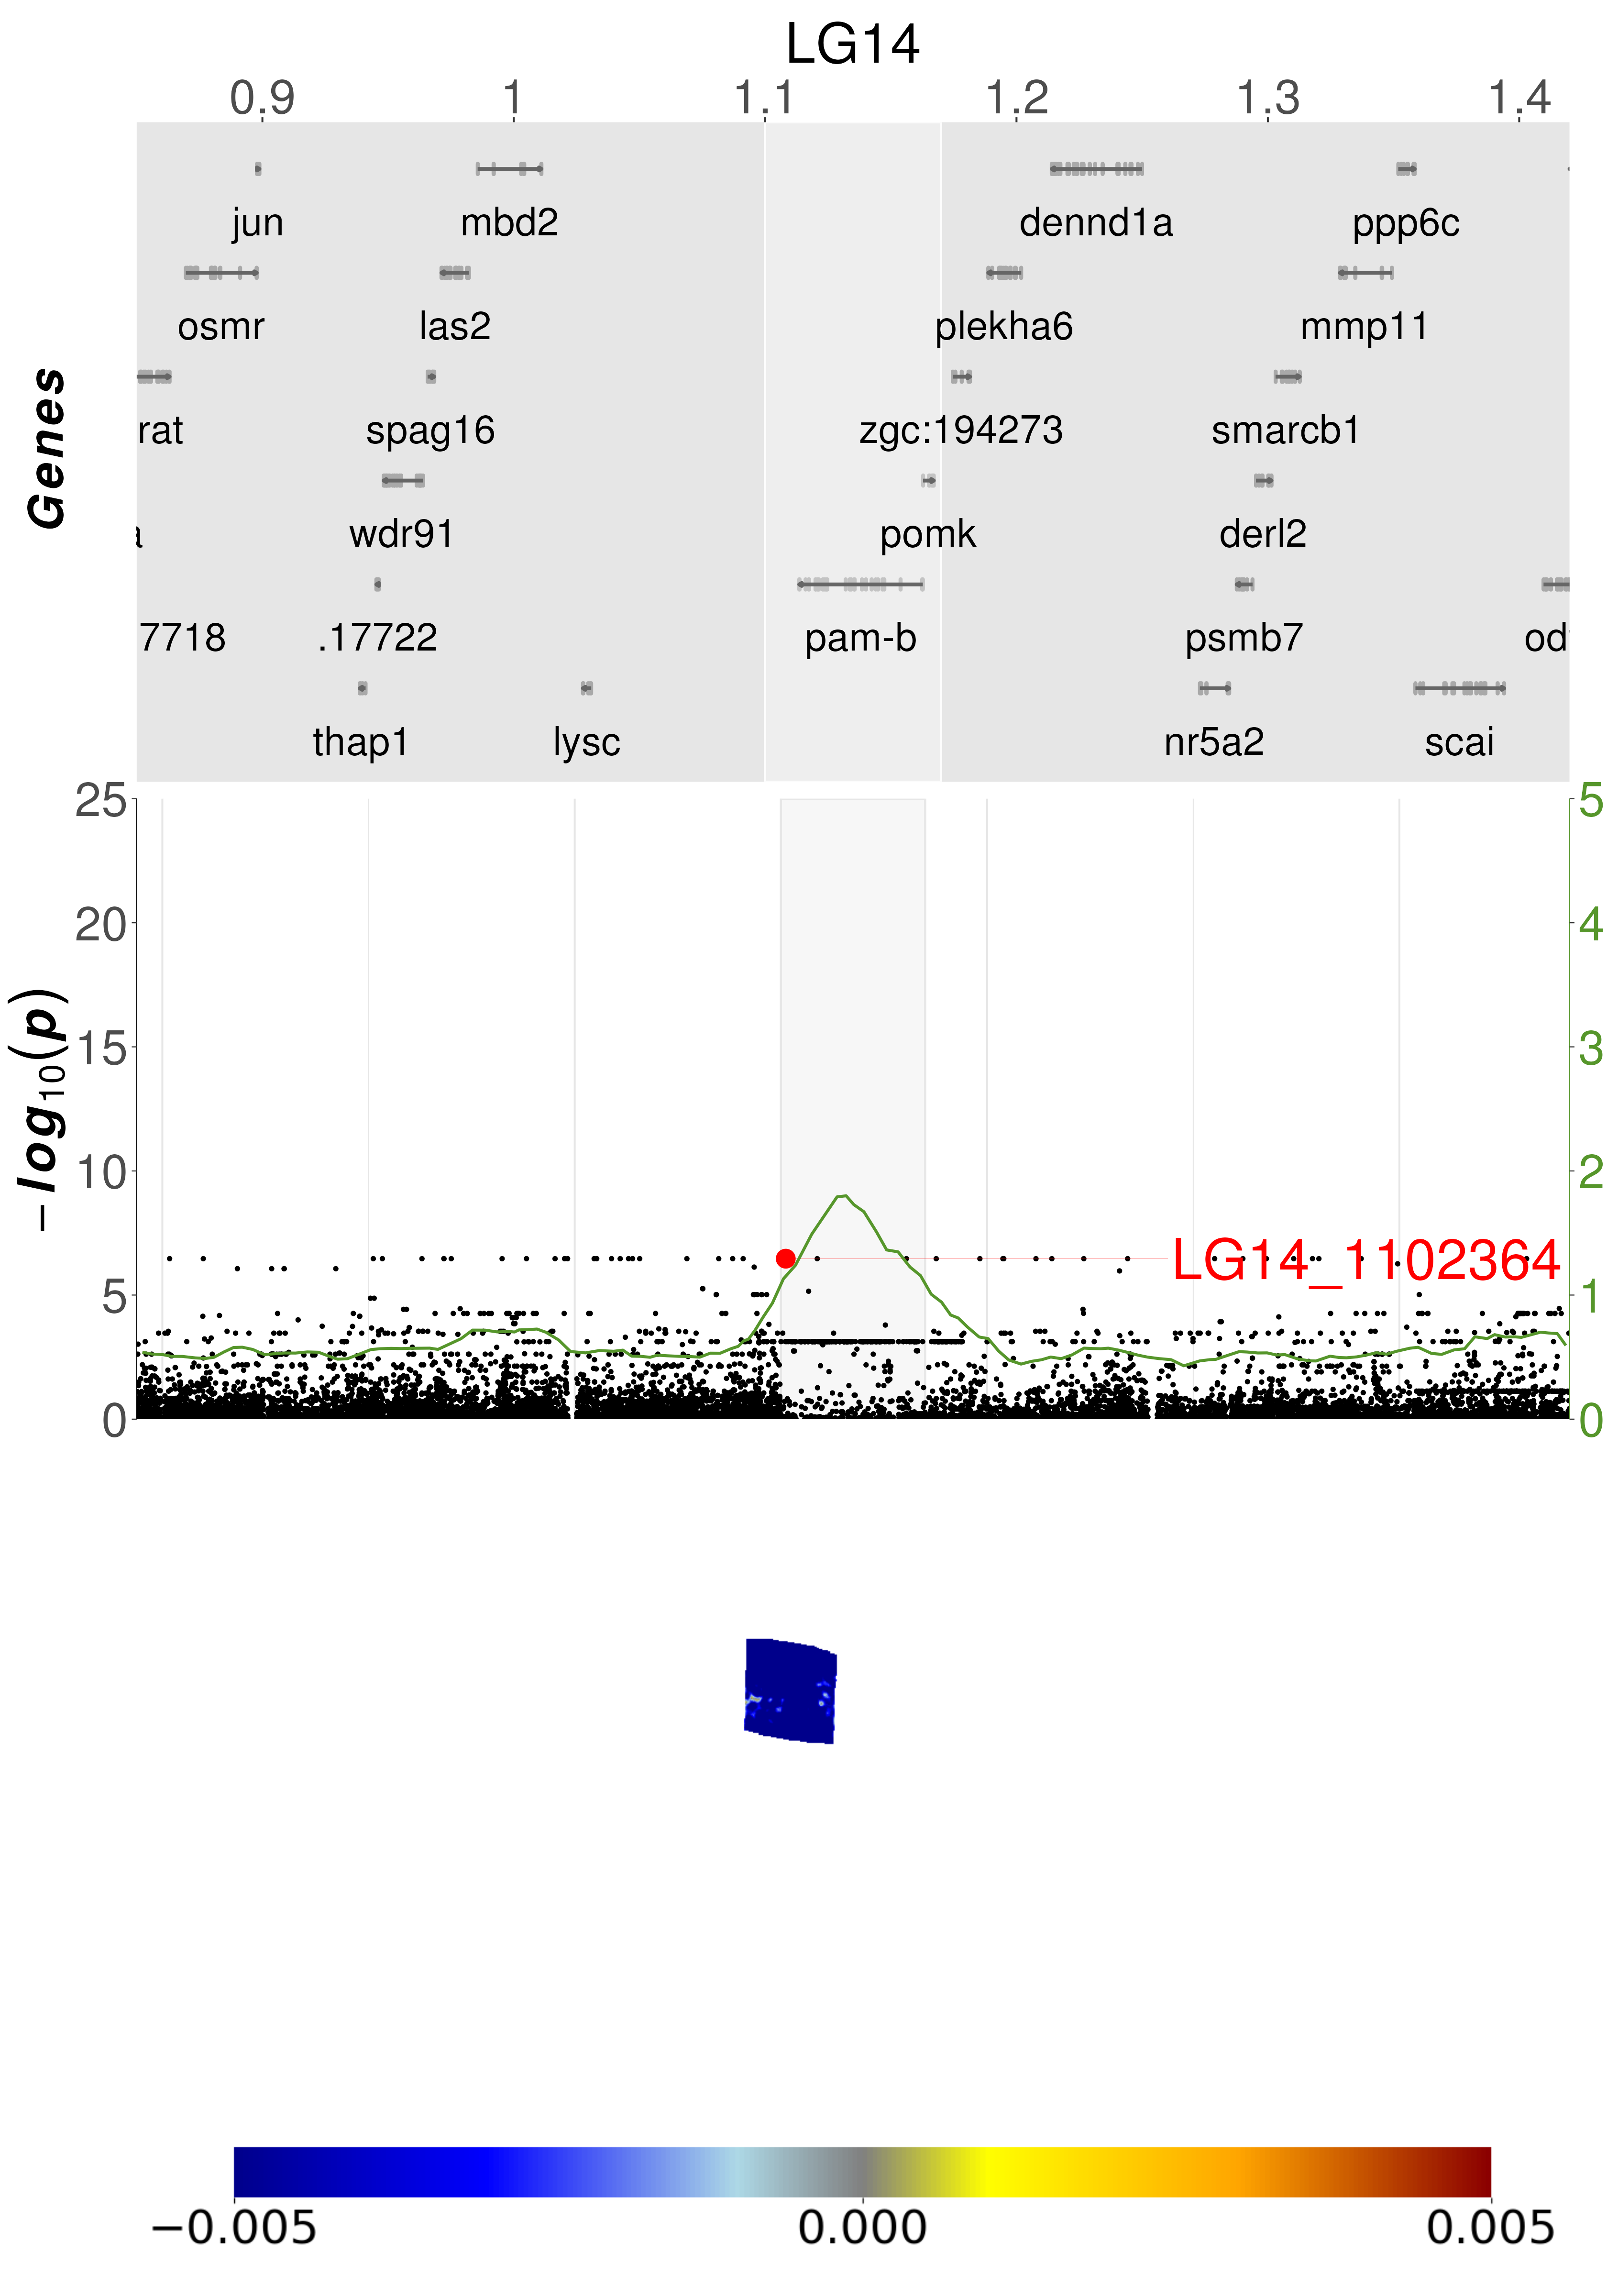 LG14
0.9 1 1.1 1.2 1.3 1.4
Genes
jun mbd2 dennd1a ppp6c
osmr las2 plekha6 mmp11
rat spag16 zgc:194273 smarcb1
a wdr91 pomk derl2
7718 .17722 pam-b psmb7 od
thap1 lysc nr5a2 scai
25 5
20 4
15 3
10 2
5 1
0 0
−log10(p)
LG14_1102364
−0.005 0.000 0.005